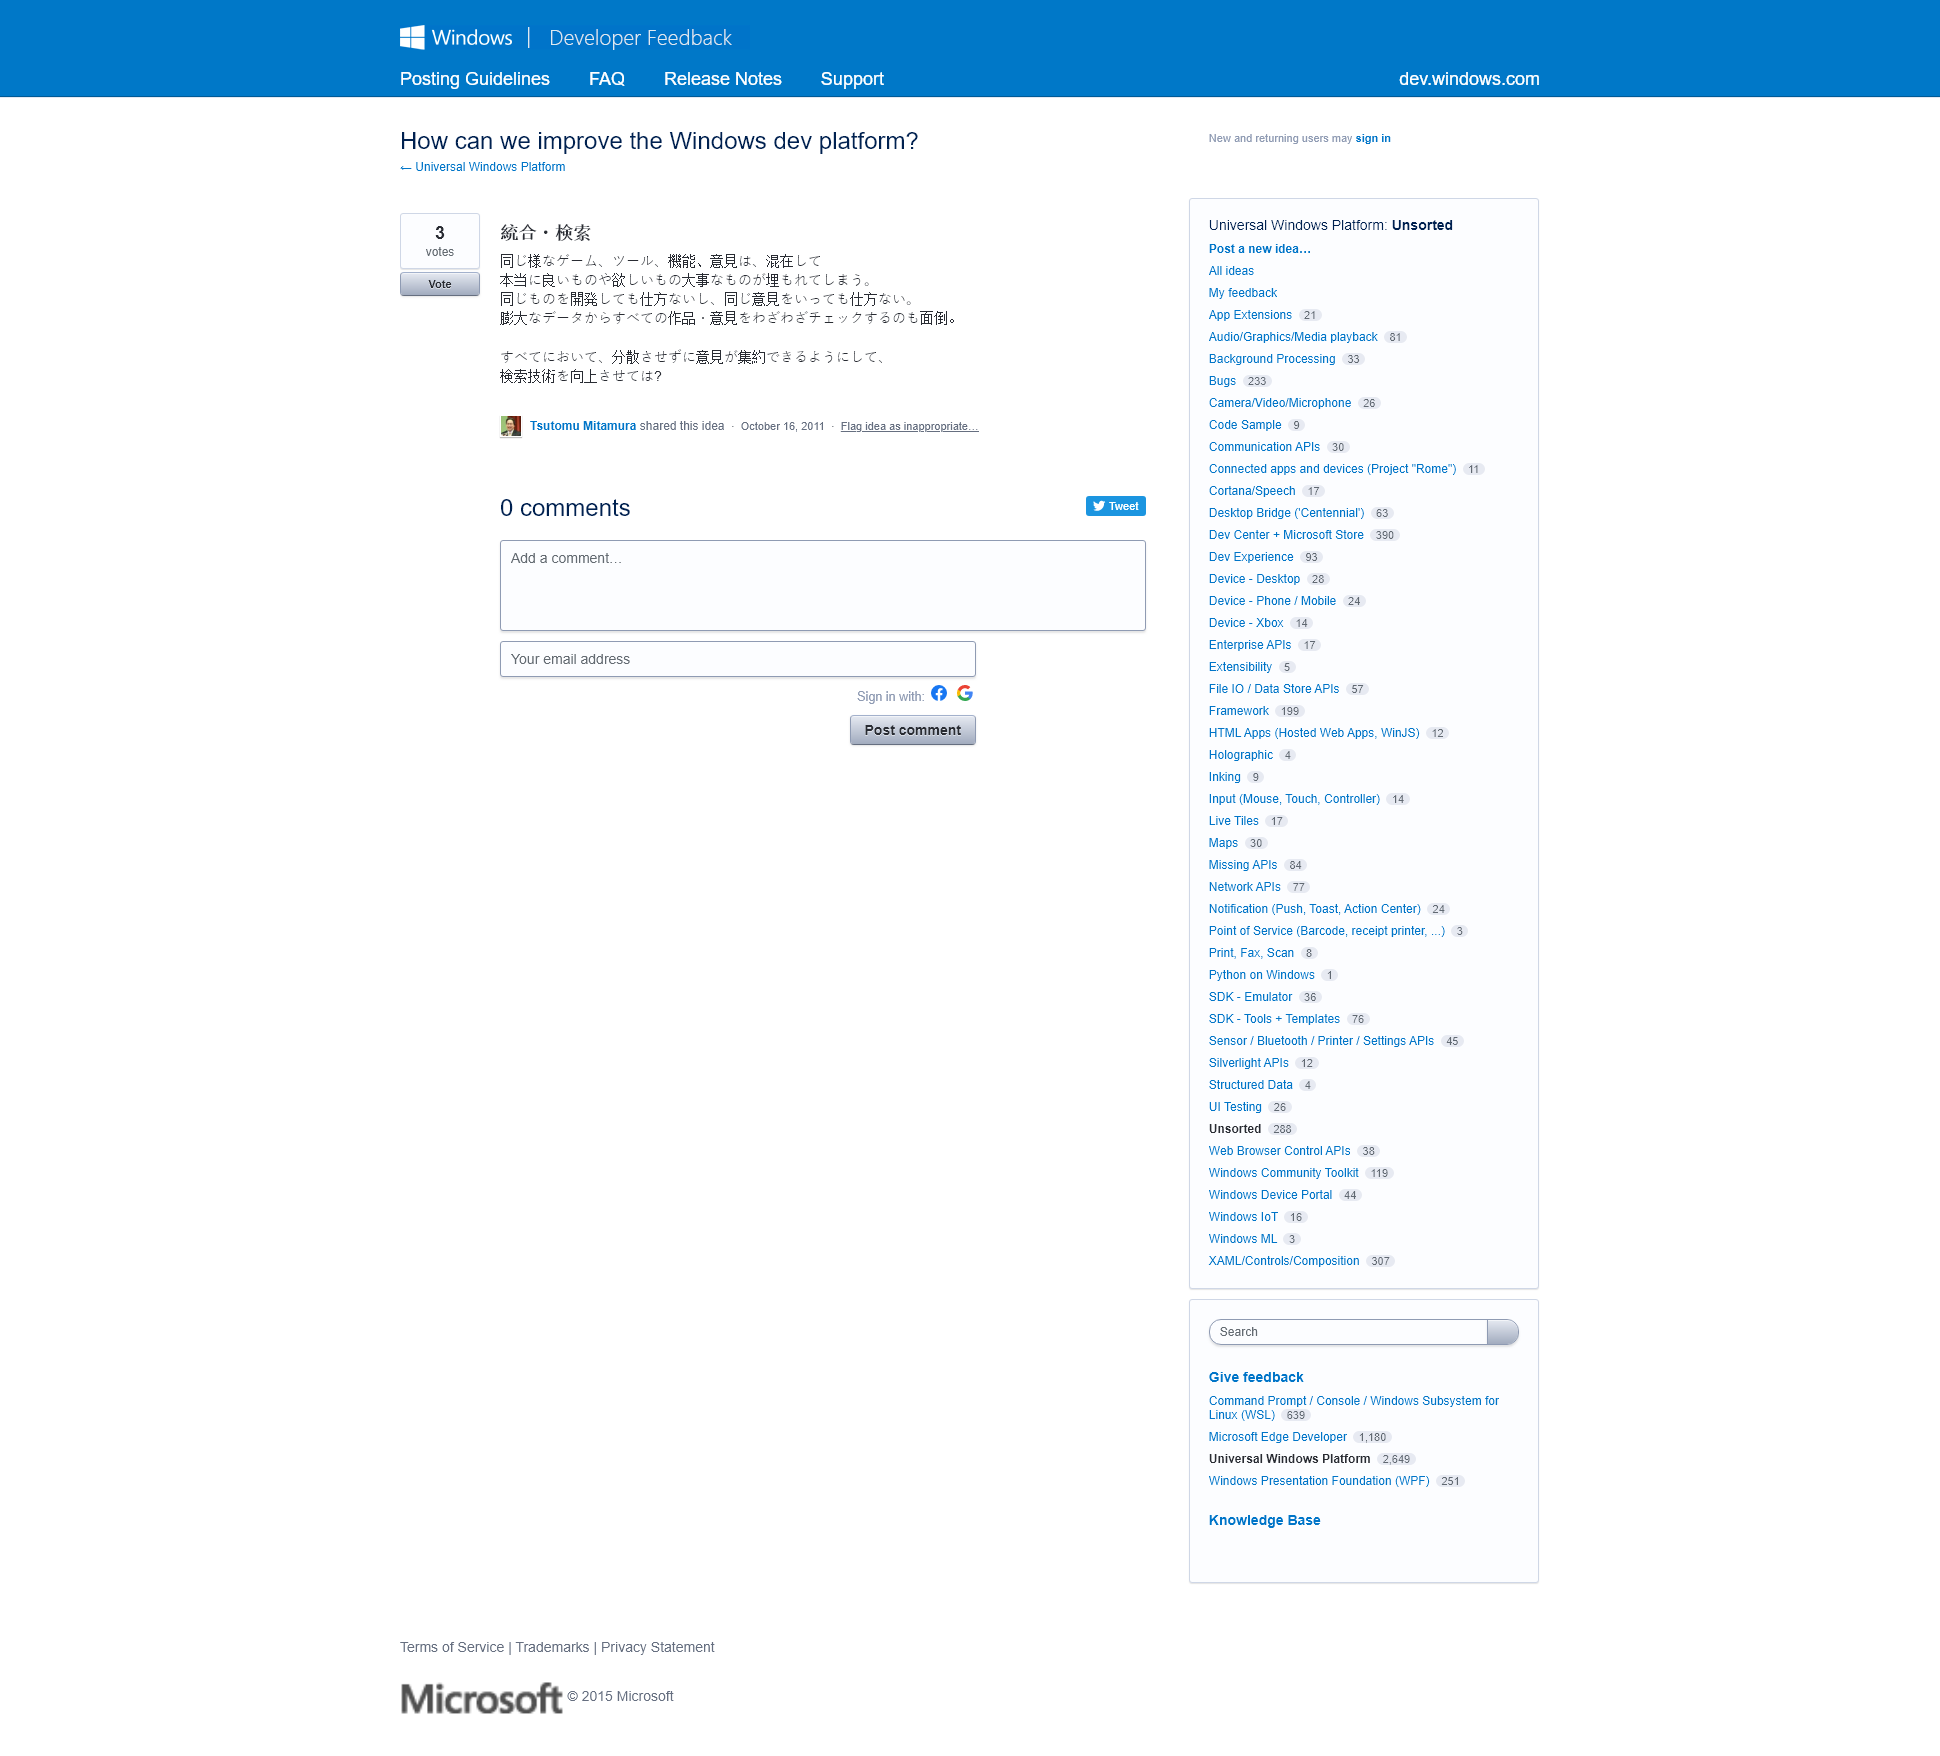 Windows | Developer Feedback
Posting Guidelines FAQ Release Notes Support dev.windows.com
How can we improve the Windows dev platform?
← Universal Windows Platform
New and returning users may sign in
3
votes
Vote
統合・検索
同じ様なゲーム、ツール、機能、意見は、混在して
本当に良いものや欲しいもの大事なものが埋もれてしまう。
同じものを開発しても仕方ないし、同じ意見をいっても仕方ない。
膨大なデータからすべての作品・意見をわざわざチェックするのも面倒。
すべてにおいて、分散させずに意見が集約できるようにして、
検索技術を向上させては?
Tsutomu Mitamura shared this idea · October 16, 2011 · Flag idea as inappropriate…
0 comments
Tweet
Add a comment…
Your email address
Sign in with:
Post comment
Universal Windows Platform: Unsorted
Post a new idea…
All ideas
My feedback
App Extensions 21
Audio/Graphics/Media playback 81
Background Processing 33
Bugs 233
Camera/Video/Microphone 26
Code Sample 9
Communication APIs 30
Connected apps and devices (Project "Rome") 11
Cortana/Speech 17
Desktop Bridge ('Centennial') 63
Dev Center + Microsoft Store 390
Dev Experience 93
Device - Desktop 28
Device - Phone / Mobile 24
Device - Xbox 14
Enterprise APIs 17
Extensibility 5
File IO / Data Store APIs 57
Framework 199
HTML Apps (Hosted Web Apps, WinJS) 12
Holographic 4
Inking 9
Input (Mouse, Touch, Controller) 14
Live Tiles 17
Maps 30
Missing APIs 84
Network APIs 77
Notification (Push, Toast, Action Center) 24
Point of Service (Barcode, receipt printer, ...) 3
Print, Fax, Scan 8
Python on Windows 1
SDK - Emulator 36
SDK - Tools + Templates 76
Sensor / Bluetooth / Printer / Settings APIs 45
Silverlight APIs 12
Structured Data 4
UI Testing 26
Unsorted 288
Web Browser Control APIs 38
Windows Community Toolkit 119
Windows Device Portal 44
Windows IoT 16
Windows ML 3
XAML/Controls/Composition 307
Search
Give feedback
Command Prompt / Console / Windows Subsystem for
Linux (WSL) 639
Microsoft Edge Developer 1,180
Universal Windows Platform 2,649
Windows Presentation Foundation (WPF) 251
Knowledge Base
Terms of Service | Trademarks | Privacy Statement
Microsoft © 2015 Microsoft